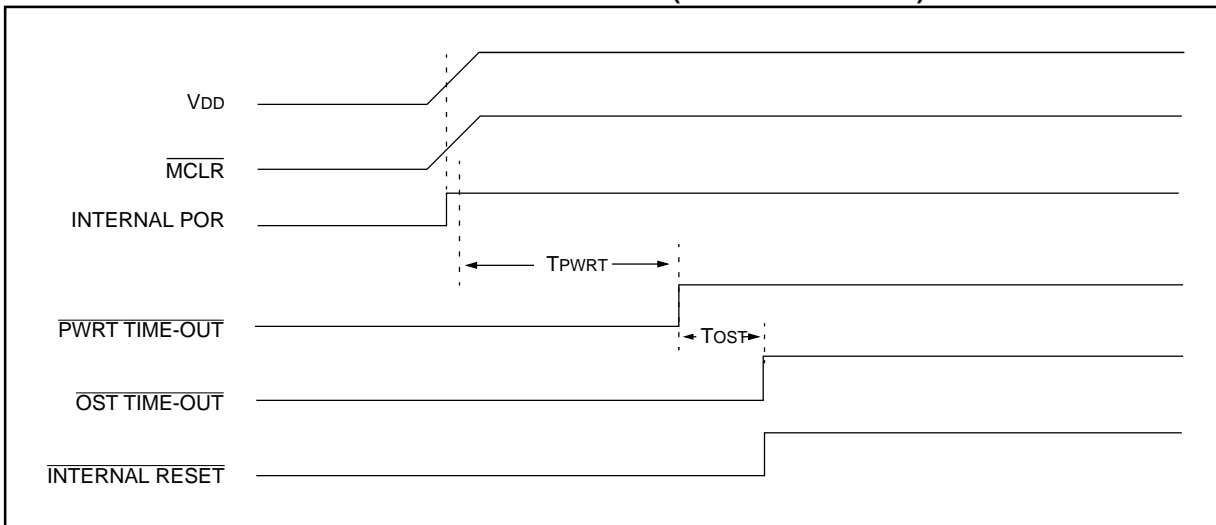 VDD
MCLR
INTERNAL POR
TPWRT
PWRT TIME-OUT
TOST
OST TIME-OUT
INTERNAL RESET